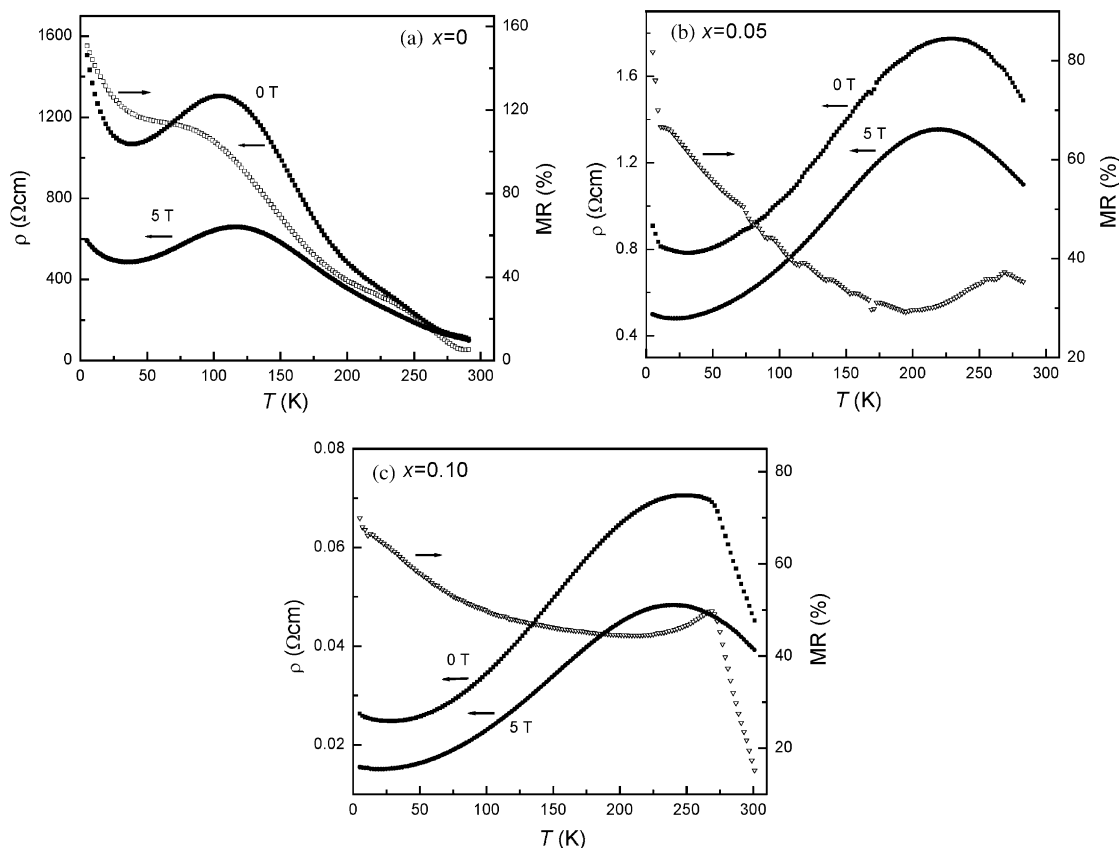 (a) x=0
1600
1200
800
400
0
160
120
80
40
0
ρ (Ωcm)
MR (%)
0 T
5 T
0 50 100 150 200 250 300
T (K)
(b) x=0.05
1.6
1.2
0.8
0.4
80
60
40
20
ρ (Ωcm)
MR (%)
0 T
5 T
0 50 100 150 200 250 300
T (K)
(c) x=0.10
0.08
0.06
0.04
0.02
80
60
40
20
ρ (Ωcm)
MR (%)
0 T
5 T
0 50 100 150 200 250 300
T (K)